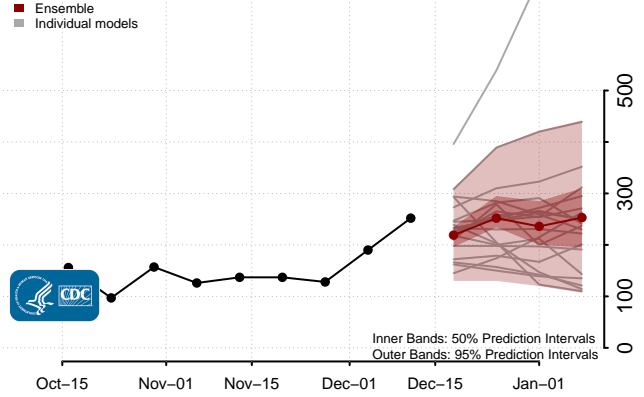 Ensemble
Individual models
500
300
100
0
CDC
Inner Bands: 50% Prediction Intervals
Outer Bands: 95% Prediction Intervals
Oct–15 Nov–01 Nov–15 Dec–01 Dec–15 Jan–01